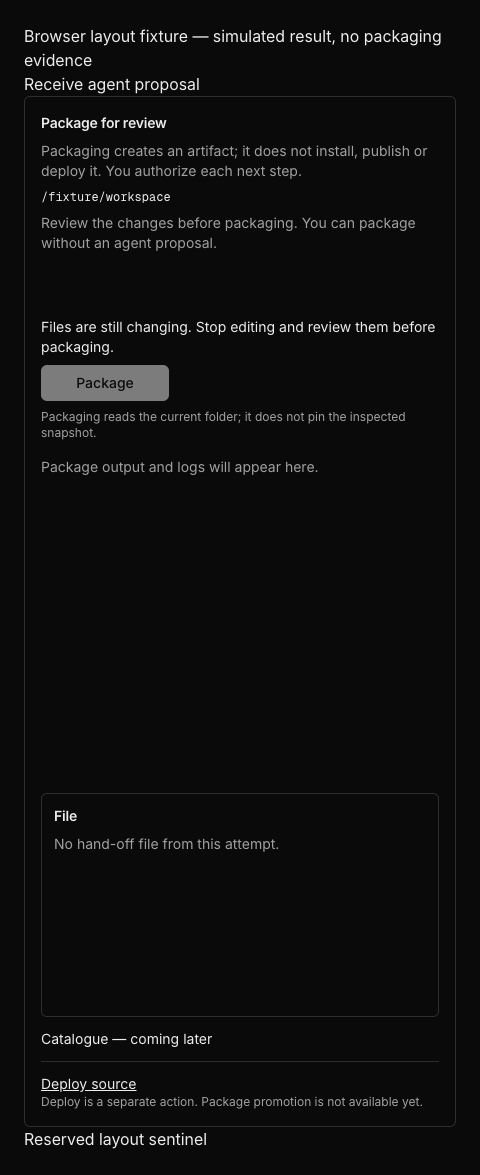 Browser layout fixture — simulated result, no packaging
evidence
Receive agent proposal
Package for review
Packaging creates an artifact; it does not install, publish or
deploy it. You authorize each next step.
/fixture/workspace
Review the changes before packaging. You can package
without an agent proposal.
Files are still changing. Stop editing and review them before
packaging.
Package
Packaging reads the current folder; it does not pin the inspected
snapshot.
Package output and logs will appear here.
File
No hand-off file from this attempt.
Catalogue — coming later
Deploy source
Deploy is a separate action. Package promotion is not available yet.
Reserved layout sentinel